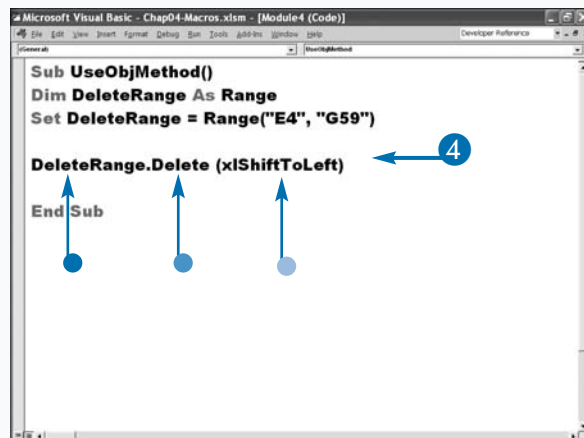 Microsoft Visual Basic - Chap04-Macros.xlsm - [Module4 (Code)]
File Edit View Insert Format Debug Run Tools Add-Ins Window Help
Developer Reference
(General)
UseObjMethod
Sub UseObjMethod()
Dim DeleteRange As Range
Set DeleteRange = Range("E4", "G59")
DeleteRange.Delete (xlShiftToLeft)
4
End Sub